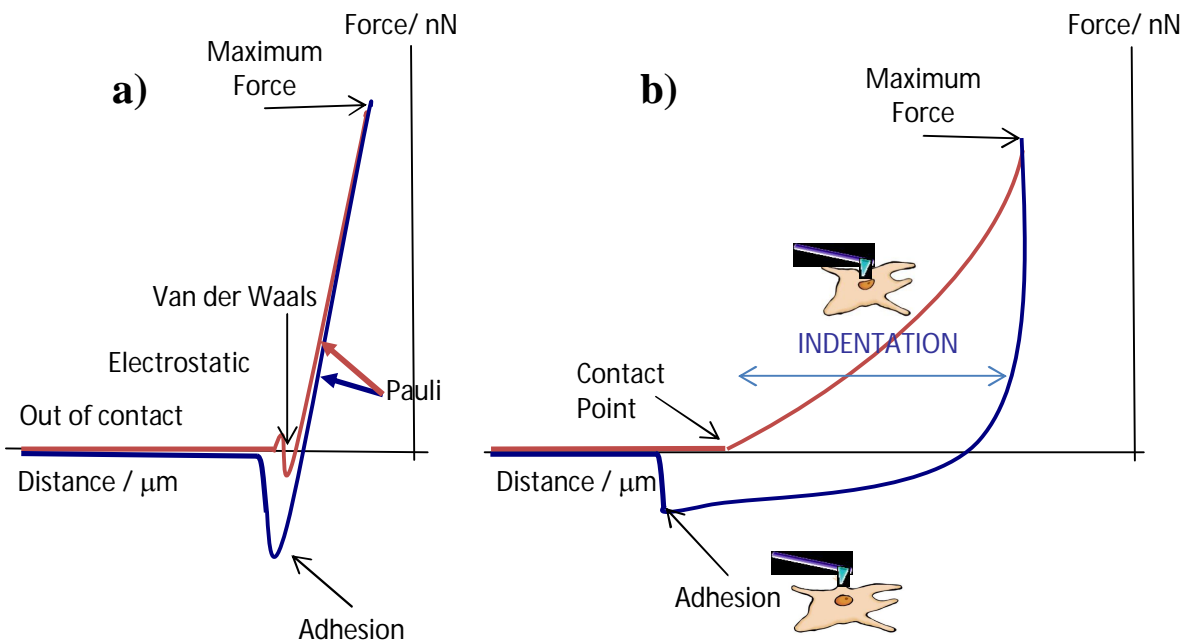 Force/ nN
Maximum
Force
a)
Van der Waals
Electrostatic
Pauli
Out of contact
Distance / μm
Adhesion
Force/ nN
b)
Maximum
Force
INDENTATION
Contact
Point
Distance / μm
Adhesion